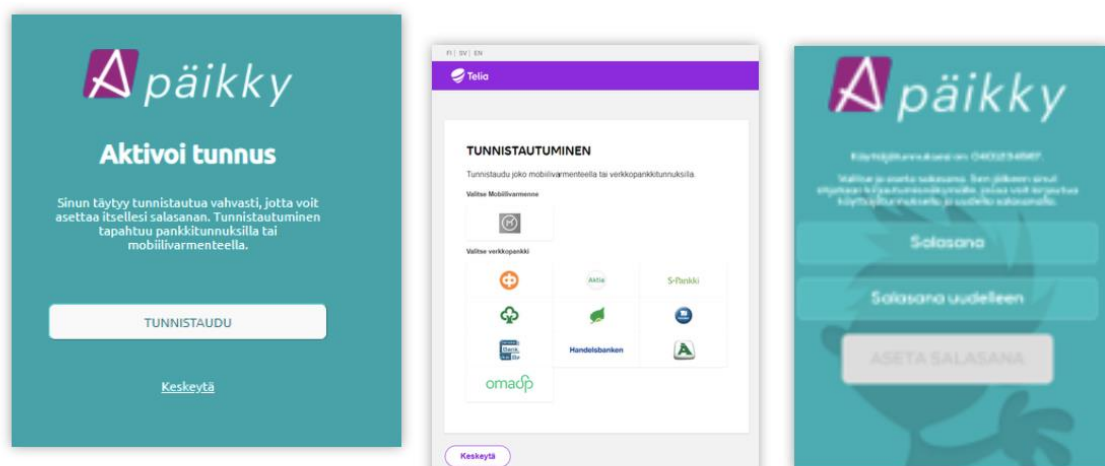 A päikky
Aktivoi tunnus
Sinun täytyy tunnistautua vahvasti, jotta voit
asettaa itsellesi salasanan. Tunnistautuminen
tapahtuu pankkitunnuksilla tai
mobiilivarmenteella.
TUNNISTAUDU
Keskeytä
FI | SV | EN
Telia
TUNNISTAUTUMINEN
Tunnistaudu joko mobiilivarmenteella tai verkkopankkitunnuksilla.
Valitse Mobiilivarmenne
Valitse verkkopankki
Aktia
S-Pankki
Handelsbanken
A
omasp
Keskeytä
A päikky
Salasana
Salasana uudelleen
ASETA SALASANA